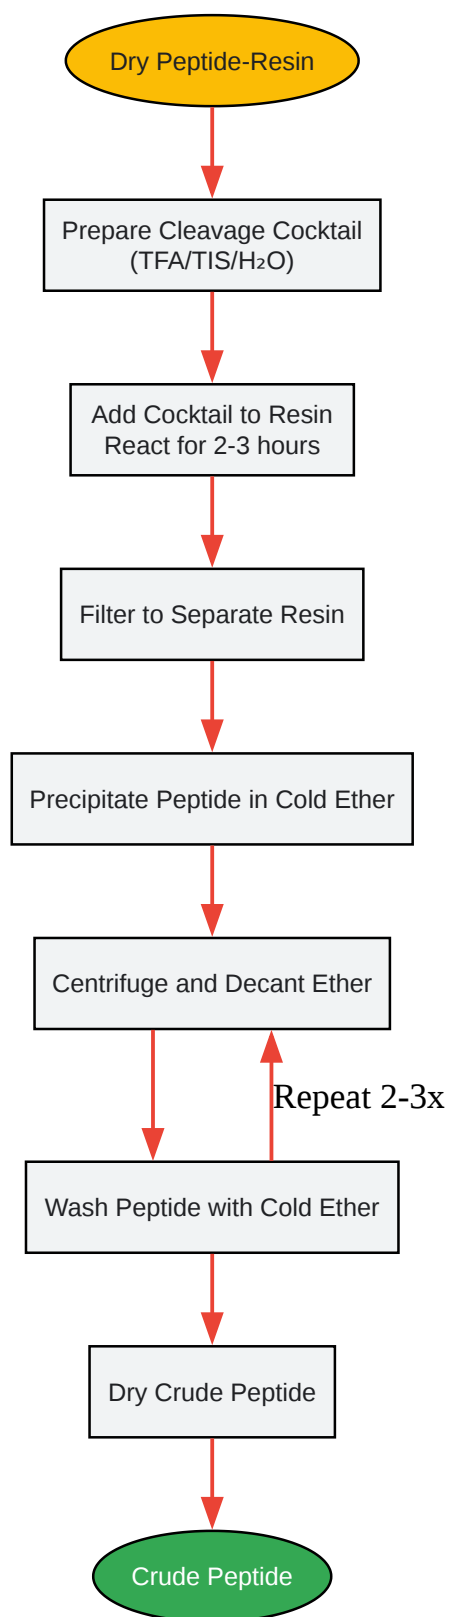 Dry Peptide-Resin
Prepare Cleavage Cocktail
(TFA/TIS/H₂O)
Add Cocktail to Resin
React for 2-3 hours
Filter to Separate Resin
Precipitate Peptide in Cold Ether
Centrifuge and Decant Ether
Repeat 2-3x
Wash Peptide with Cold Ether
Dry Crude Peptide
Crude Peptide